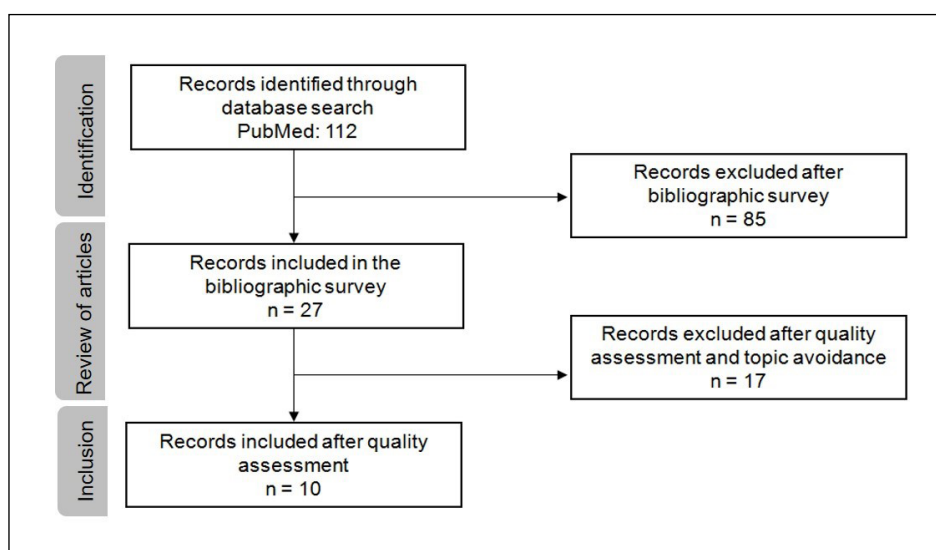 Identification
Records identified through
database search
PubMed: 112
Records excluded after
bibliographic survey
n = 85
Review of articles
Records included in the
bibliographic survey
n = 27
Records excluded after quality
assessment and topic avoidance
n = 17
Inclusion
Records included after quality
assessment
n = 10